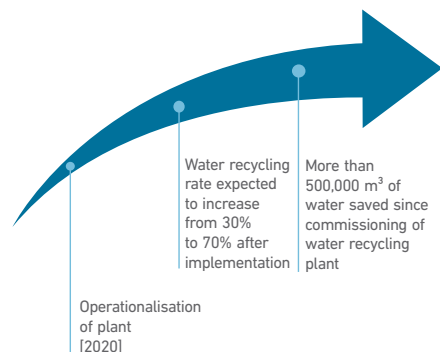 Operationalisation
of plant
[2020]
Water recycling
rate expected
to increase
from 30%
to 70% after
implementation
More than
500,000 m³ of
water saved since
commissioning of
water recycling
plant